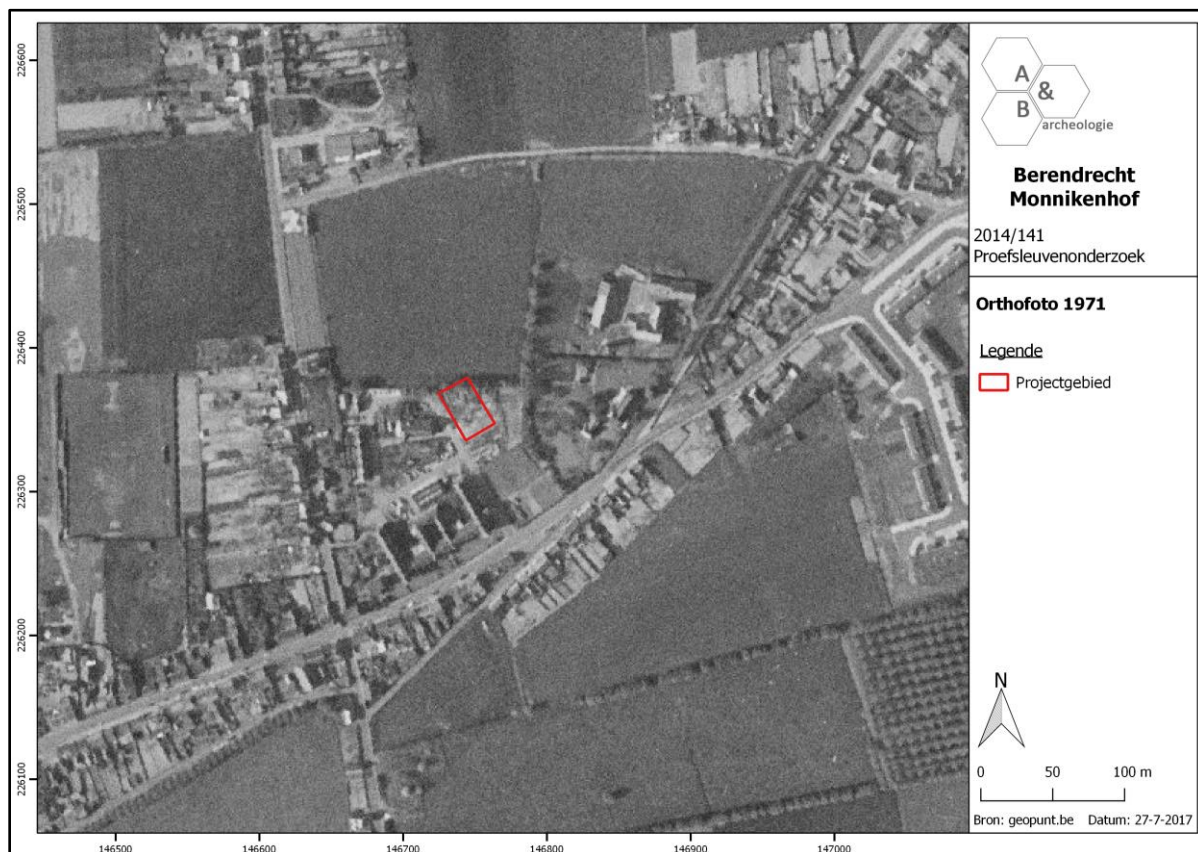 226600
226500
226400
226300
226200
226100
146500
146600
146700
146800
146900
147000
A
&
B
archeologie
Berendrecht
Monnikenhof
2014/141
Proefsleuvenonderzoek
Orthofoto 1971
Legende
Projectgebied
N
0 50 100 m
Bron: geopunt.be Datum: 27-7-2017